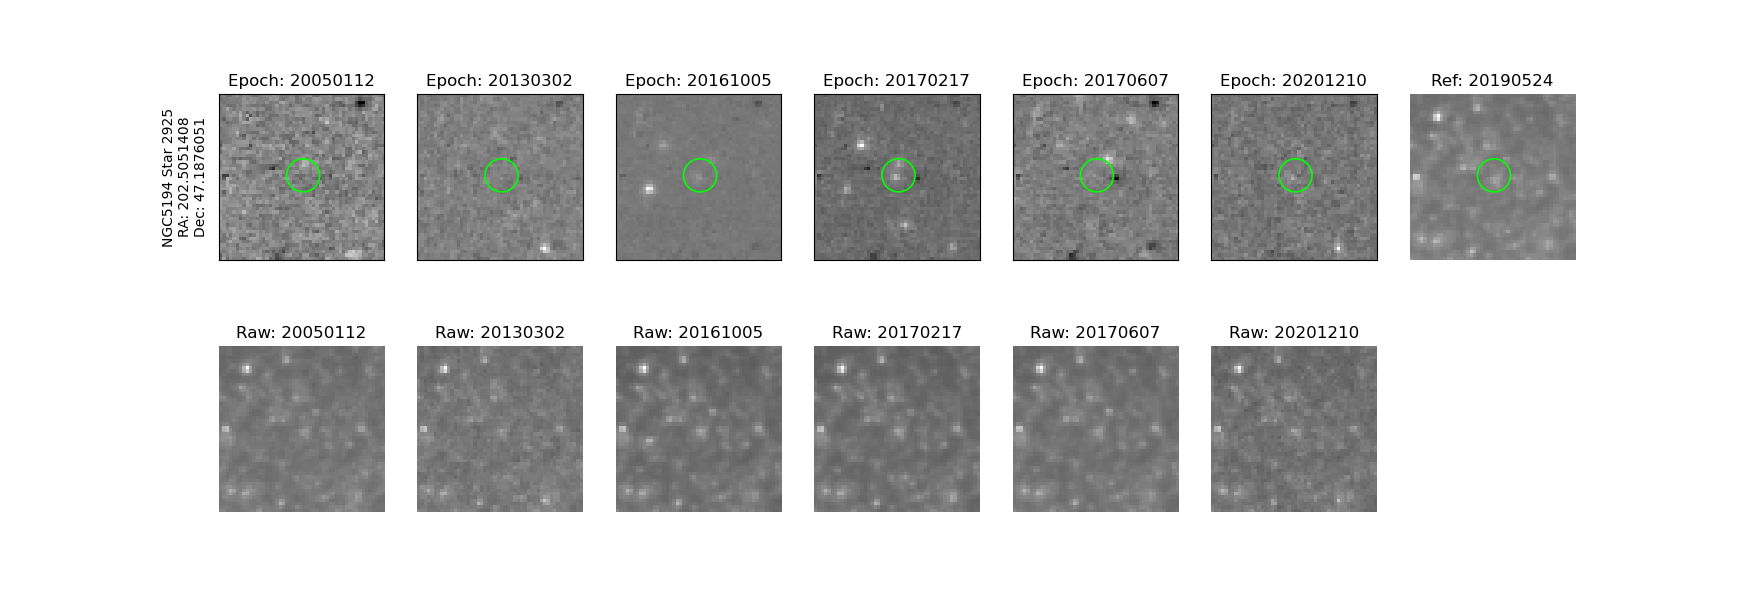 Epoch: 20050112
Epoch: 20130302
Epoch: 20161005
Epoch: 20170217
Epoch: 20170607
Epoch: 20201210
Ref: 20190524
NGC5194 Star 2925
RA: 202.5051408
Dec: 47.1876051
Raw: 20050112
Raw: 20130302
Raw: 20161005
Raw: 20170217
Raw: 20170607
Raw: 20201210